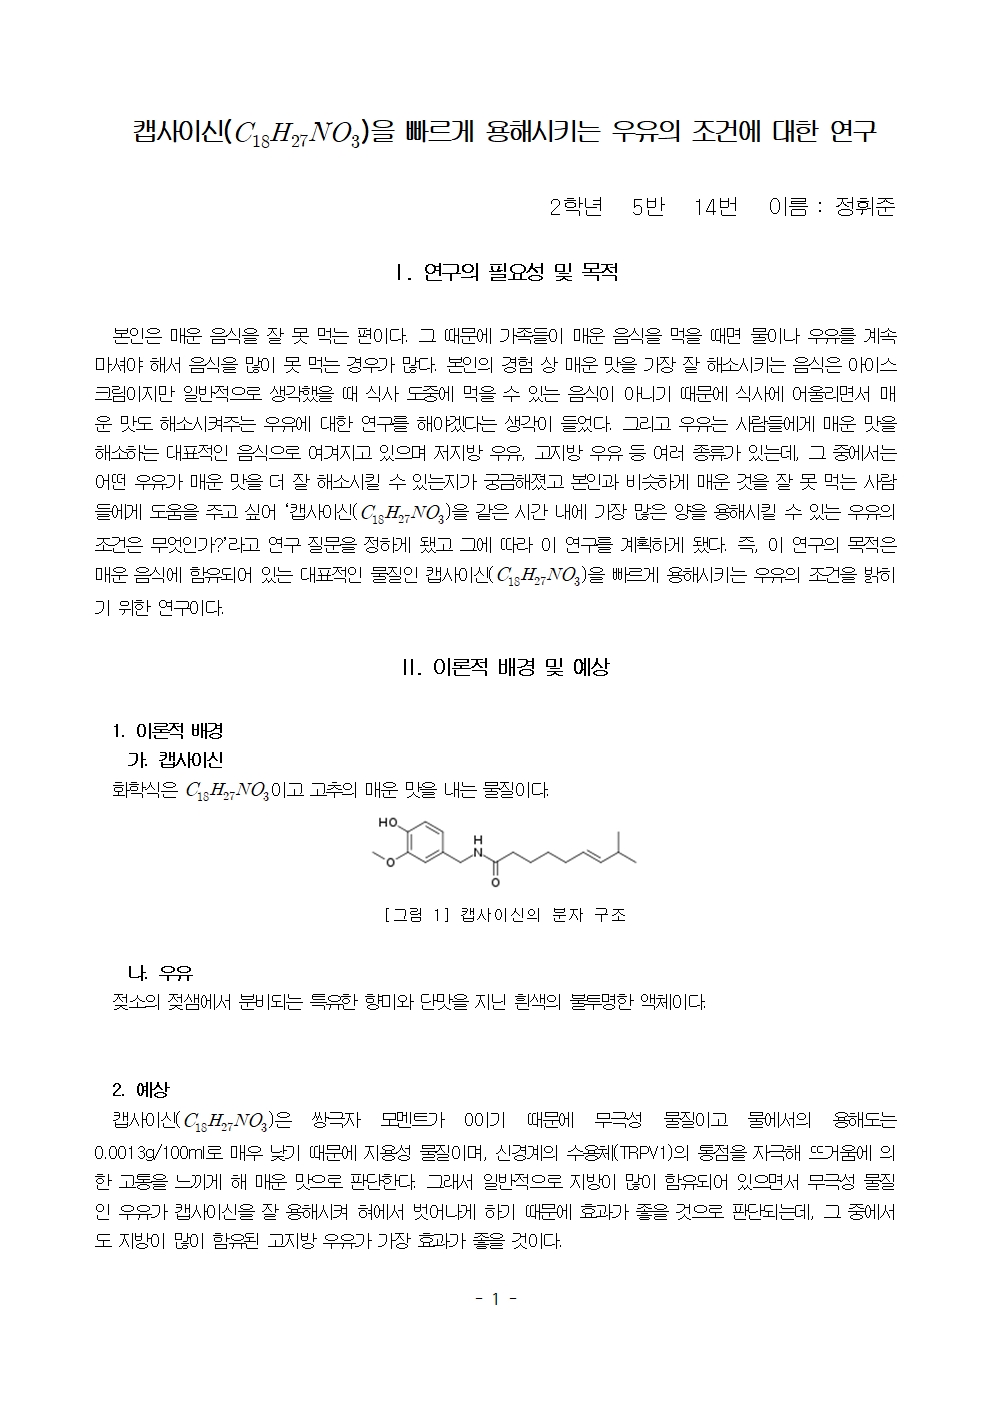 캡사이신(C18H27NO3)을 빠르게 용해시키는 우유의 조건에 대한 연구
2학년 5반 14번 이름 : 정휘준
I. 연구의 필요성 및 목적
본인은 매운 음식을 잘 못 먹는 편이다. 그 때문에 가족들이 매운 음식을 먹을 때면 물이나 우유를 계속
마셔야 해서 음식을 많이 못 먹는 경우가 많다. 본인의 경험 상 매운 맛을 가장 잘 해소시키는 음식은 아이스
크림이지만 일반적으로 생각했을 때 식사 도중에 먹을 수 있는 음식이 아니기 때문에 식사에 어울리면서 매
운 맛도 해소시켜주는 우유에 대한 연구를 해야겠다는 생각이 들었다. 그리고 우유는 사람들에게 매운 맛을
해소하는 대표적인 음식으로 여겨지고 있으며 저지방 우유, 고지방 우유 등 여러 종류가 있는데, 그 중에서는
어떤 우유가 매운 맛을 더 잘 해소시킬 수 있는지가 궁금해졌고 본인과 비슷하게 매운 것을 잘 못 먹는 사람
들에게 도움을 주고 싶어 ‘캡사이신(C18H27NO3)을 같은 시간 내에 가장 많은 양을 용해시킬 수 있는 우유의
조건은 무엇인가?’라고 연구 질문을 정하게 됐고 그에 따라 이 연구를 계획하게 됐다. 즉, 이 연구의 목적은
매운 음식에 함유되어 있는 대표적인 물질인 캡사이신(C18H27NO3)을 빠르게 용해시키는 우유의 조건을 밝히
기 위한 연구이다.
II. 이론적 배경 및 예상
1. 이론적 배경
가. 캡사이신
화학식은 C18H27NO3이고 고추의 매운 맛을 내는 물질이다.
HO
H
N
O
O
[그림 1] 캡사이신의 분자 구조
나. 우유
젖소의 젖샘에서 분비되는 특유한 향미와 단맛을 지닌 흰색의 불투명한 액체이다.
2. 예상
캡사이신(C18H27NO3)은 쌍극자 모멘트가 0이기 때문에 무극성 물질이고 물에서의 용해도는
0.0013g/100ml로 매우 낮기 때문에 지용성 물질이며, 신경계의 수용체(TRPV1)의 통점을 자극해 뜨거움에 의
한 고통을 느끼게 해 매운 맛으로 판단한다. 그래서 일반적으로 지방이 많이 함유되어 있으면서 무극성 물질
인 우유가 캡사이신을 잘 용해시켜 혀에서 벗어나게 하기 때문에 효과가 좋을 것으로 판단되는데, 그 중에서
도 지방이 많이 함유된 고지방 우유가 가장 효과가 좋을 것이다.
- 1 -